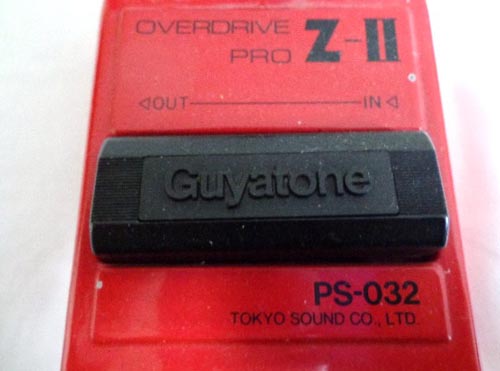 OVERDRIVE
PRO Z-II
◁OUT IN◁
Guyatone
PS-032
TOKYO SOUND CO., LTD.